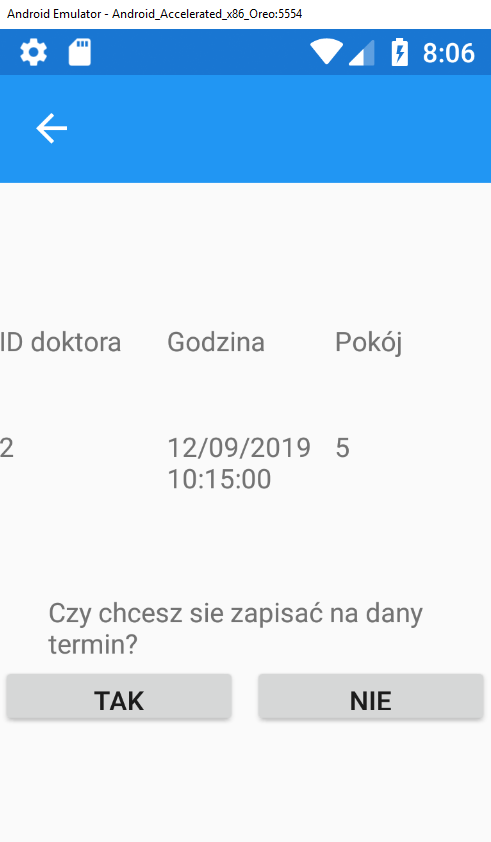 Android Emulator - Android_Accelerated_x86_Oreo:5554
8:06
ID doktora Godzina Pokój
2 12/09/2019 5
10:15:00
Czy chcesz sie zapisać na dany
termin?
TAK NIE